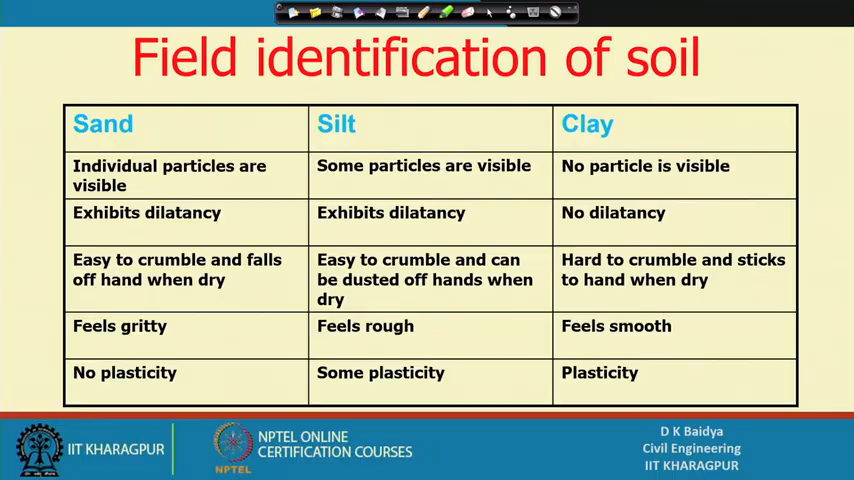 Field identification of soil
Sand
Silt
Clay
Individual particles are
visible
Some particles are visible
No particle is visible
Exhibits dilatancy
Exhibits dilatancy
No dilatancy
Easy to crumble and falls
off hand when dry
Easy to crumble and can
be dusted off hands when
dry
Hard to crumble and sticks
to hand when dry
Feels gritty
Feels rough
Feels smooth
No plasticity
Some plasticity
Plasticity
IIT KHARAGPUR
NPTEL
NPTEL ONLINE
CERTIFICATION COURSES
D K Baidya
Civil Engineering
IIT KHARAGPUR